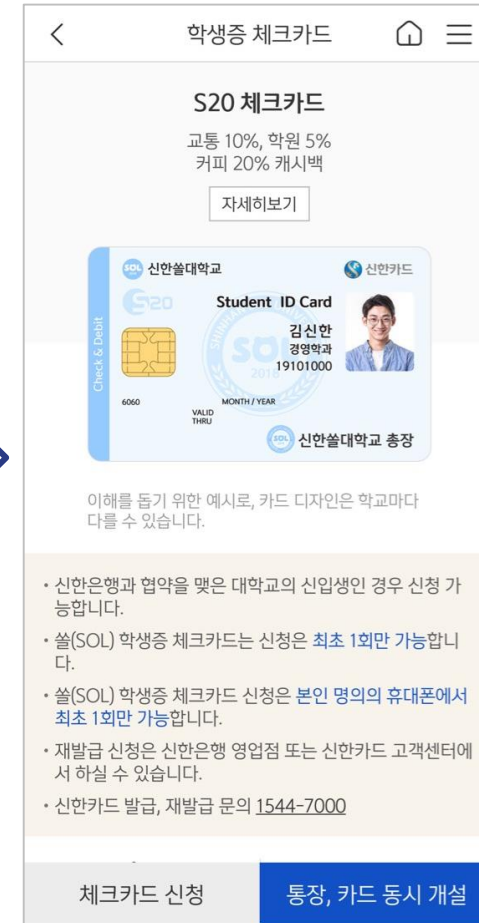 학생증 체크카드
S20 체크카드
교통 10%, 학원 5%
커피 20% 캐시백
자세히보기
SOL 신한쏠대학교
신한카드
S20
Student ID Card
김신한
경영학과
19101000
Check & Debit
SOL
2018
6060
MONTH / YEAR
VALID
THRU
SOL 신한쏠대학교 총장
이해를 돕기 위한 예시로, 카드 디자인은 학교마다
다를 수 있습니다.
• 신한은행과 협약을 맺은 대학교의 신입생인 경우 신청 가
능합니다.
• 쏠(SOL) 학생증 체크카드는 신청은 최초 1회만 가능합니
다.
• 쏠(SOL) 학생증 체크카드 신청은 본인 명의의 휴대폰에서
최초 1회만 가능합니다.
• 재발급 신청은 신한은행 영업점 또는 신한카드 고객센터에
서 하실 수 있습니다.
• 신한카드 발급, 재발급 문의 1544-7000
체크카드 신청
통장, 카드 동시 개설